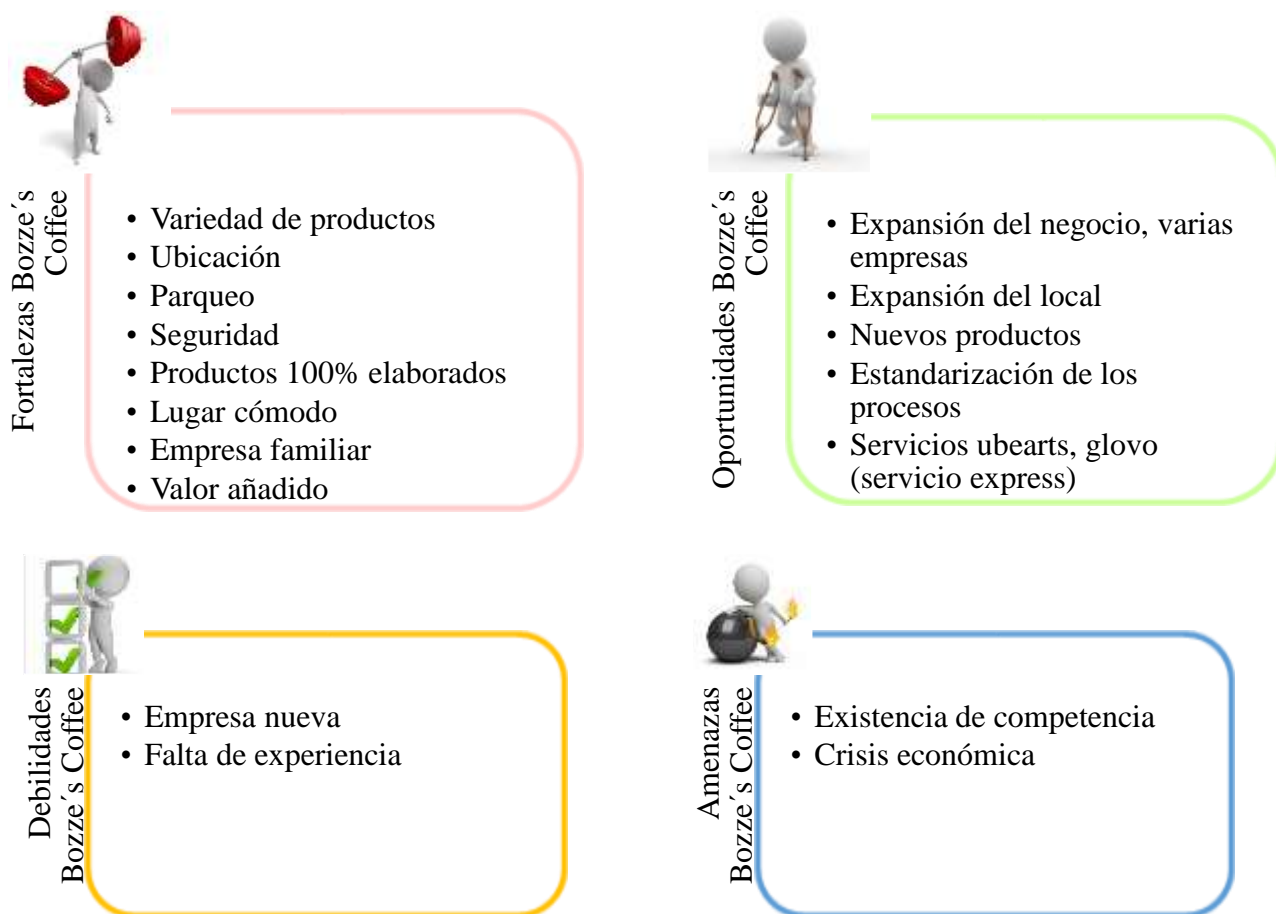 Fortalezas Bozze´s
Coffee
• Variedad de productos
• Ubicación
• Parqueo
• Seguridad
• Productos 100% elaborados
• Lugar cómodo
• Empresa familiar
• Valor añadido
Oportunidades Bozze´s
Coffee
• Expansión del negocio, varias
empresas
• Expansión del local
• Nuevos productos
• Estandarización de los
procesos
• Servicios ubearts, glovo
(servicio express)
Debilidades
Bozze´s Coffee
• Empresa nueva
• Falta de experiencia
Amenazas
Bozze´s Coffee
• Existencia de competencia
• Crisis económica